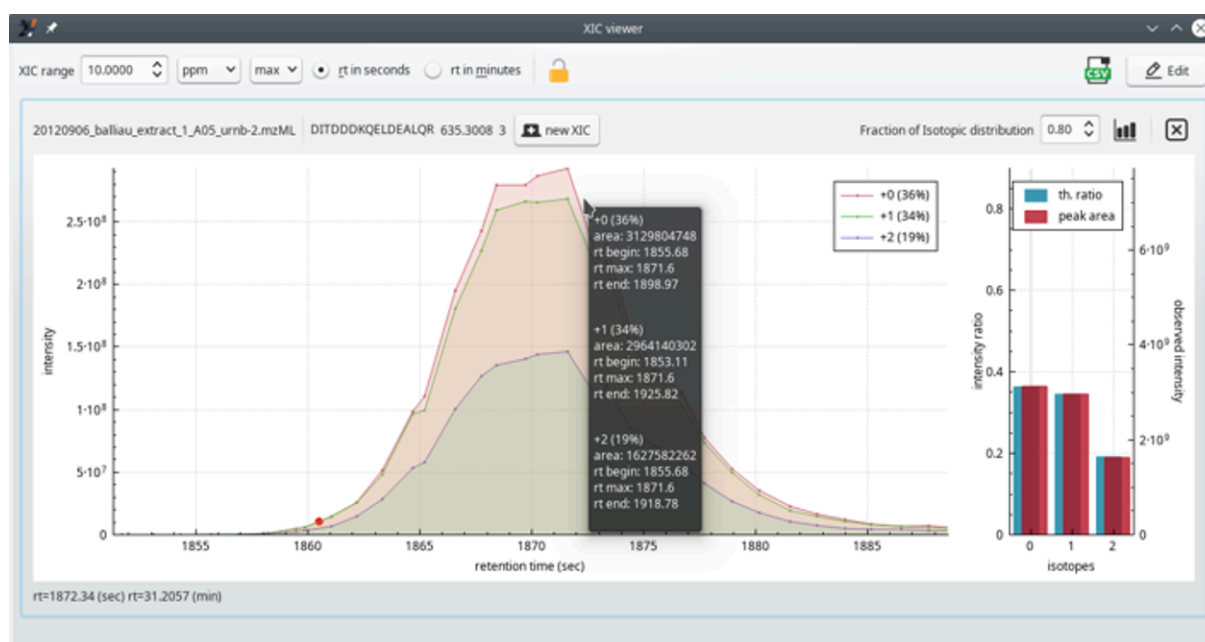 XIC viewer
XIC range 10.0000 ppm max rt in seconds rt in minutes CSV Edit
20120906_balliau_extract_1_A05_urnb-2.mzML DITDDDKQELDEALQR 635.3008 3 new XIC Fraction of Isotopic distribution 0.80
intensity
2.5·10⁸
2·10⁸
1.5·10⁸
1·10⁸
5·10⁷
0
1855 1860 1865 1870 1875 1880 1885
retention time (sec)
+0 (36%)
+1 (34%)
+2 (19%)
+0 (36%)
area: 3129804748
rt begin: 1855.68
rt max: 1871.6
rt end: 1898.97
+1 (34%)
area: 2964140302
rt begin: 1853.11
rt max: 1871.6
rt end: 1925.82
+2 (19%)
area: 1627582262
rt begin: 1855.68
rt max: 1871.6
rt end: 1918.78
th. ratio
peak area
intensity ratio
0.8
0.6
0.4
0.2
0
0 1 2
isotopes
6·10⁹
4·10⁹
2·10⁹
0
observed intensity
rt=1872.34 (sec) rt=31.2057 (min)